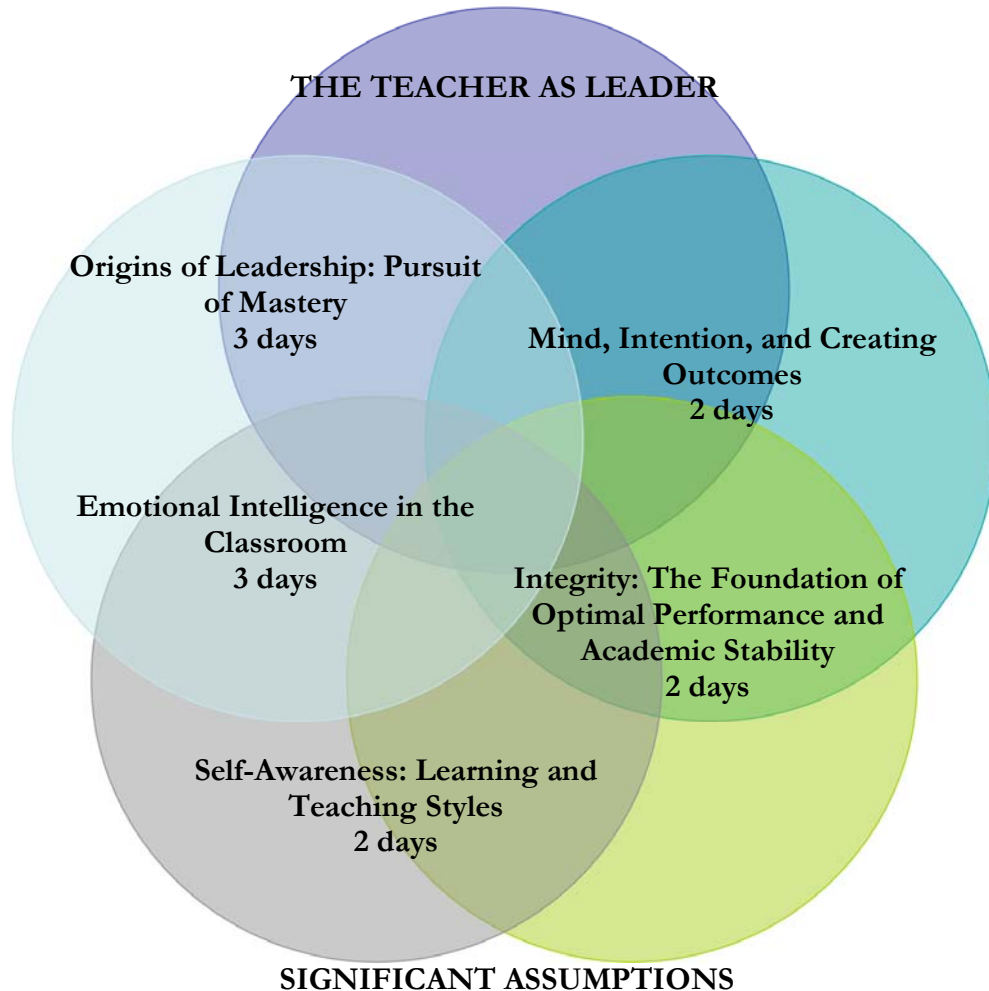 THE TEACHER AS LEADER
Origins of Leadership: Pursuit
of Mastery
3 days
Mind, Intention, and Creating
Outcomes
2 days
Emotional Intelligence in the
Classroom
3 days
Integrity: The Foundation of
Optimal Performance and
Academic Stability
2 days
Self-Awareness: Learning and
Teaching Styles
2 days
SIGNIFICANT ASSUMPTIONS